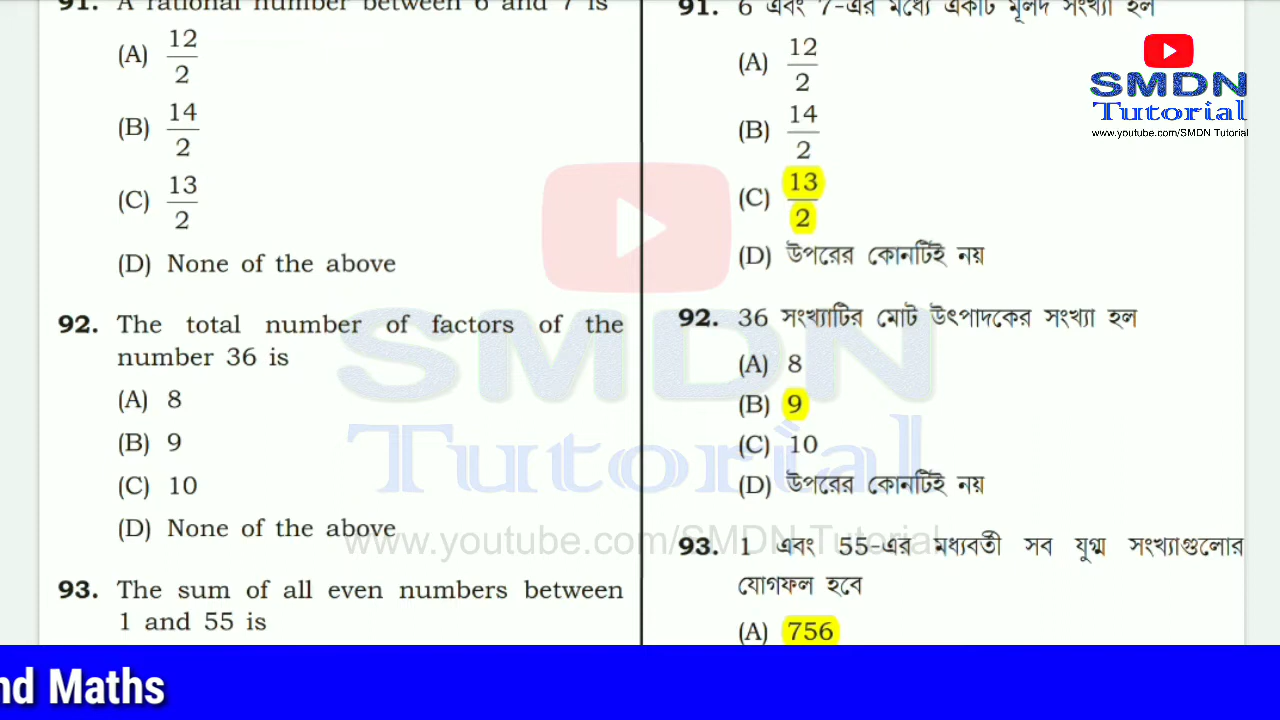 91. A rational number between 6 and 7 is
(A) 12/2
(B) 14/2
(C) 13/2
(D) None of the above
92. The total number of factors of the
number 36 is
(A) 8
(B) 9
(C) 10
(D) None of the above
93. The sum of all even numbers between
1 and 55 is
91. 6 এবং 7-এর মধ্যে একটি মূলদ সংখ্যা হল
(A) 12/2
(B) 14/2
(C) 13/2
(D) উপরের কোনটিই নয়
92. 36 সংখ্যাটির মোট উৎপাদকের সংখ্যা হল
(A) 8
(B) 9
(C) 10
(D) উপরের কোনটিই নয়
93. 1 এবং 55-এর মধ্যবর্তী সব যুগ্ম সংখ্যাগুলোর
যোগফল হবে
(A) 756
SMDN
Tutorial
www.youtube.com/SMDN Tutorial
SMDN
Tutorial
www.youtube.com/SMDN Tutorial
nd Maths